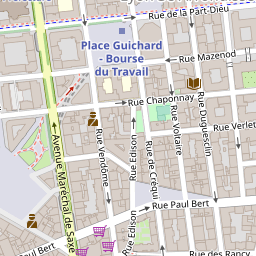 Rue de la Part-Dieu
Place Guichard
- Bourse
du Travail
Rue Mazenod
Rue Chaponnay
Rue Voltaire
Rue Duguesclin
Rue Verlet
Avenue Maréchal de Saxe
Rue Vendôme
Rue Edison
Rue de Créqui
Rue Paul Bert
Paul Bert
Rue Edison
Rue des Rancy